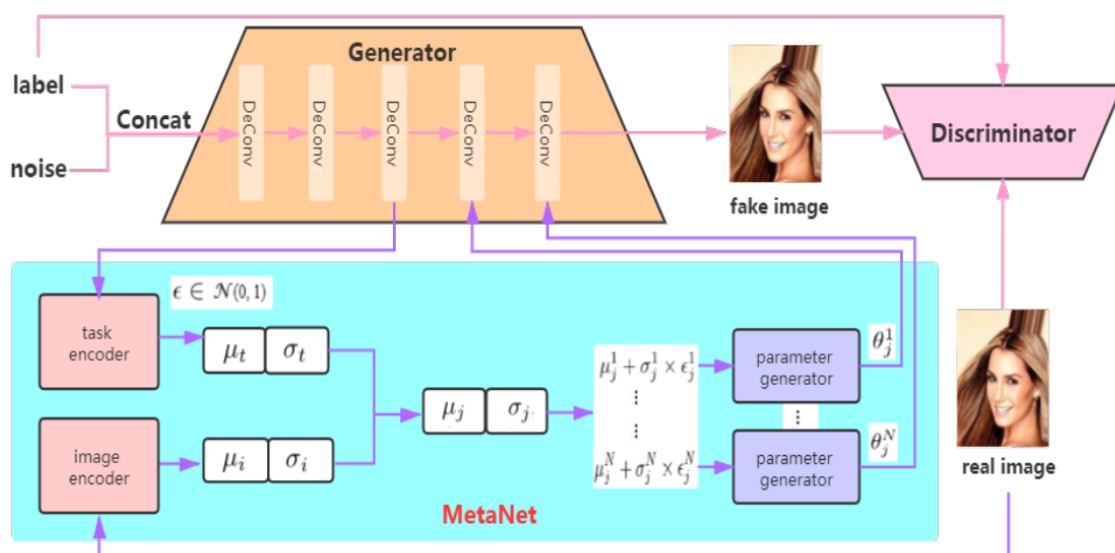 Generator
label
Concat
noise
DeConv
DeConv
DeConv
DeConv
DeConv
fake image
Discriminator
ϵ ∈ 𝒩(0, 1)
task
encoder
μ_t σ_t
image
encoder
μ_i σ_i
μ_j σ_j
μ_j^1 + σ_j^1 × ϵ_j^1
⋮
⋮
μ_j^N + σ_j^N × ϵ_j^N
parameter
generator
θ_j^1
⋮
parameter
generator
θ_j^N
MetaNet
real image